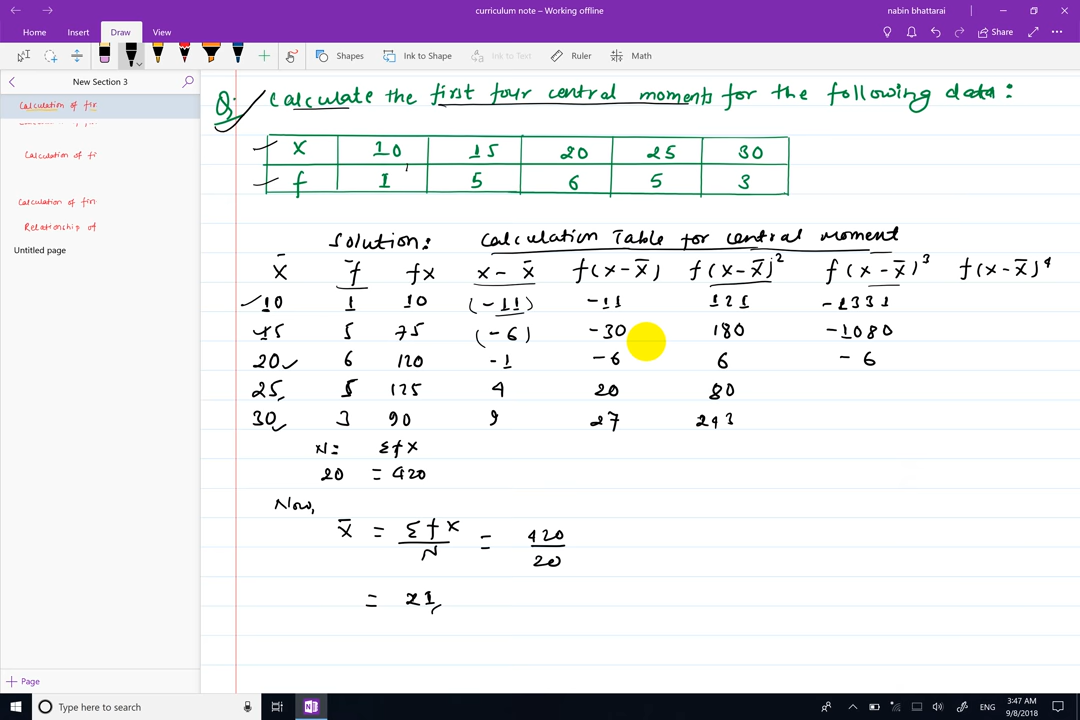 curriculum note – Working offline
nabin bhattarai
Home Insert Draw View
Share
Shapes Ink to Shape Ink to Text Ruler Math
New Section 3
Calculation of fir
Calculation of fi
Calculation of fin
Relationship of
Untitled page
Page
Q. Calculate the first four central moments for the following data:
X 10 15 20 25 30
f 1 5 6 5 3
Solution: Calculation Table for central moment
X f fx x - x̄ f(x - x̄) f(x - x̄)² f(x - x̄)³ f(x - x̄)⁴
10 1 10 (-11) -11 121 -1331
15 5 75 (-6) -30 180 -1080
20 6 120 -1 -6 6 -6
25 5 125 4 20 80
30 3 90 9 27 243
N= Σfx
20 = 420
Now,
X̄ = Σfx/N = 420/20
= 21
Type here to search
ENG
3:47 AM
9/8/2018